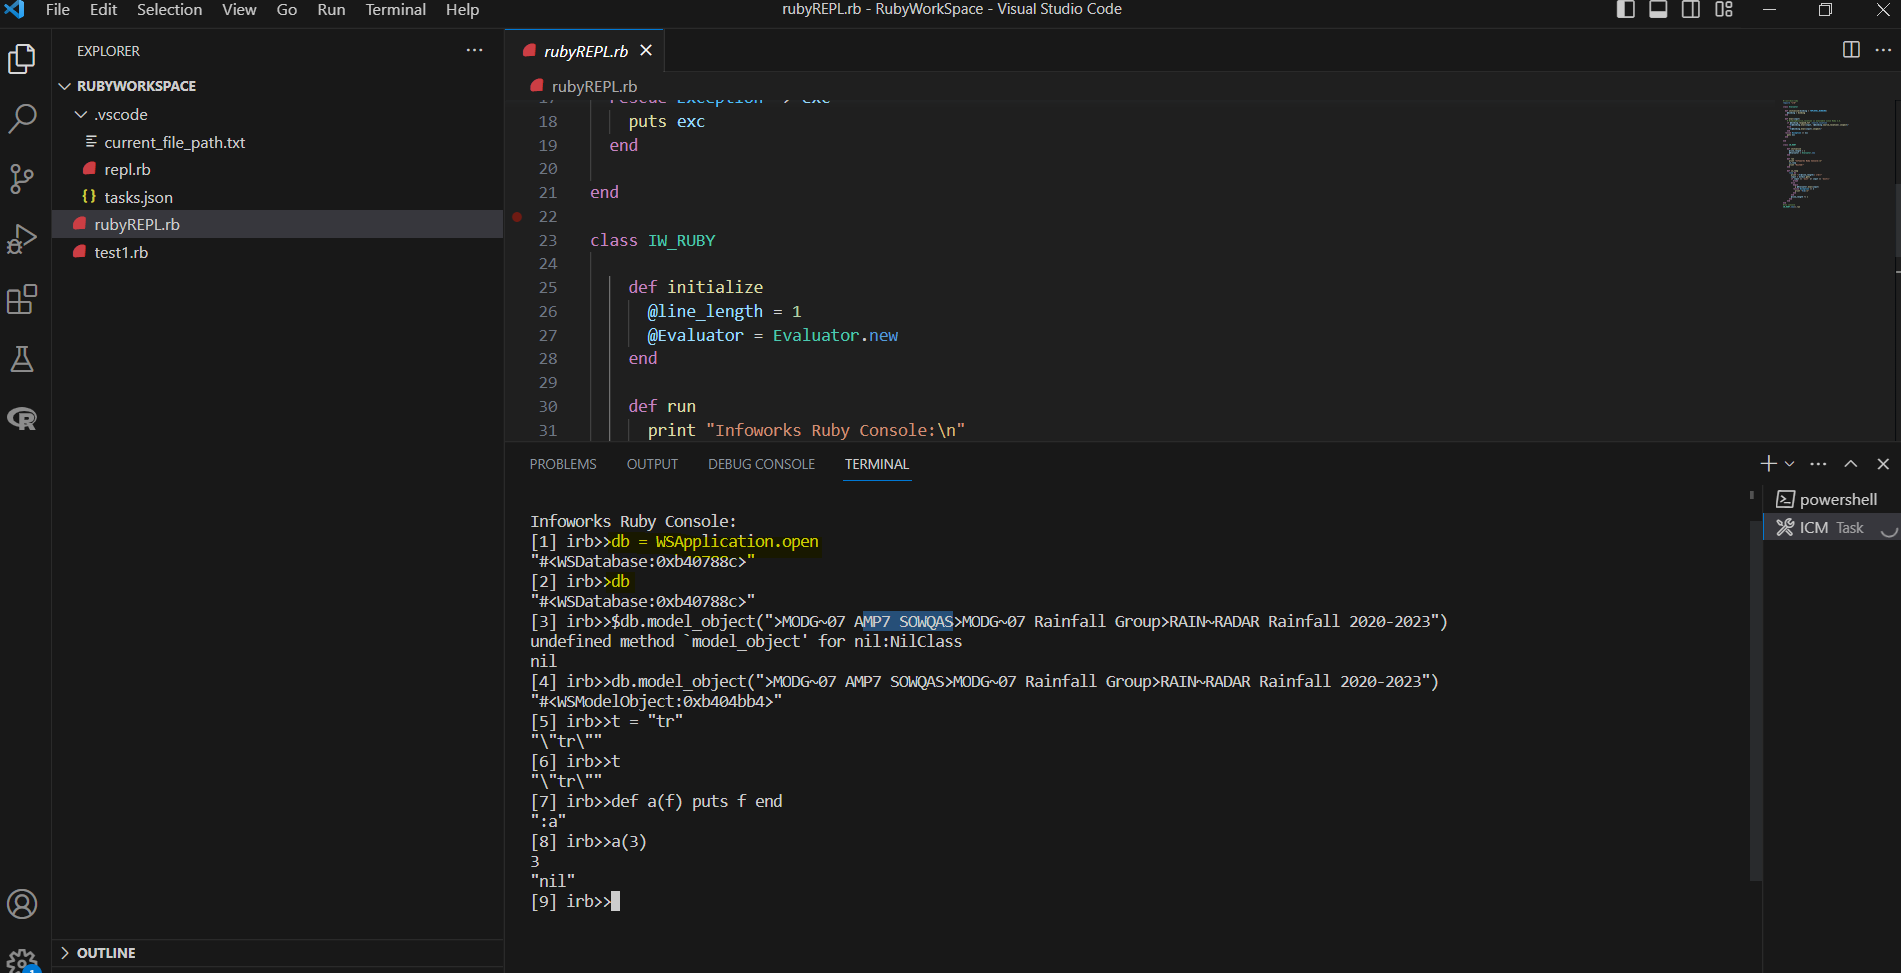 File Edit Selection View Go Run Terminal Help
rubyREPL.rb - RubyWorkSpace - Visual Studio Code
EXPLORER
RUBYWORKSPACE
.vscode
current_file_path.txt
repl.rb
tasks.json
rubyREPL.rb
test1.rb
OUTLINE
rubyREPL.rb
rubyREPL.rb
17 rescue Exception => exc
18 puts exc
19 end
20
21 end
22
23 class IW_RUBY
24
25 def initialize
26 @line_length = 1
27 @Evaluator = Evaluator.new
28 end
29
30 def run
31 print "Infoworks Ruby Console:\n"
PROBLEMS OUTPUT DEBUG CONSOLE TERMINAL
Infoworks Ruby Console:
[1] irb>>db = WSApplication.open
"#<WSDatabase:0xb40788c>"
[2] irb>>db
"#<WSDatabase:0xb40788c>"
[3] irb>>$db.model_object(">MODG~07 AMP7 SOWQAS>MODG~07 Rainfall Group>RAIN~RADAR Rainfall 2020-2023")
undefined method `model_object' for nil:NilClass
nil
[4] irb>>db.model_object(">MODG~07 AMP7 SOWQAS>MODG~07 Rainfall Group>RAIN~RADAR Rainfall 2020-2023")
"#<WSModelObject:0xb404bb4>"
[5] irb>>t = "tr"
"\"tr\""
[6] irb>>t
"\"tr\""
[7] irb>>def a(f) puts f end
":a"
[8] irb>>a(3)
3
"nil"
[9] irb>>
powershell
ICM Task